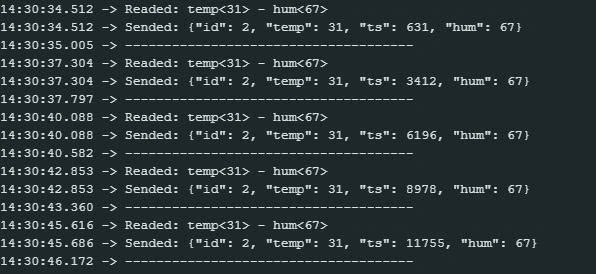 14:30:34.512 -> Readed: temp<31> - hum<67>
14:30:34.512 -> Sended: {"id": 2, "temp": 31, "ts": 631, "hum": 67}
14:30:35.005 -> ------------------------------------
14:30:37.304 -> Readed: temp<31> - hum<67>
14:30:37.304 -> Sended: {"id": 2, "temp": 31, "ts": 3412, "hum": 67}
14:30:37.797 -> ------------------------------------
14:30:40.088 -> Readed: temp<31> - hum<67>
14:30:40.088 -> Sended: {"id": 2, "temp": 31, "ts": 6196, "hum": 67}
14:30:40.582 -> ------------------------------------
14:30:42.853 -> Readed: temp<31> - hum<67>
14:30:42.853 -> Sended: {"id": 2, "temp": 31, "ts": 8978, "hum": 67}
14:30:43.360 -> ------------------------------------
14:30:45.616 -> Readed: temp<31> - hum<67>
14:30:45.686 -> Sended: {"id": 2, "temp": 31, "ts": 11755, "hum": 67}
14:30:46.172 -> ------------------------------------